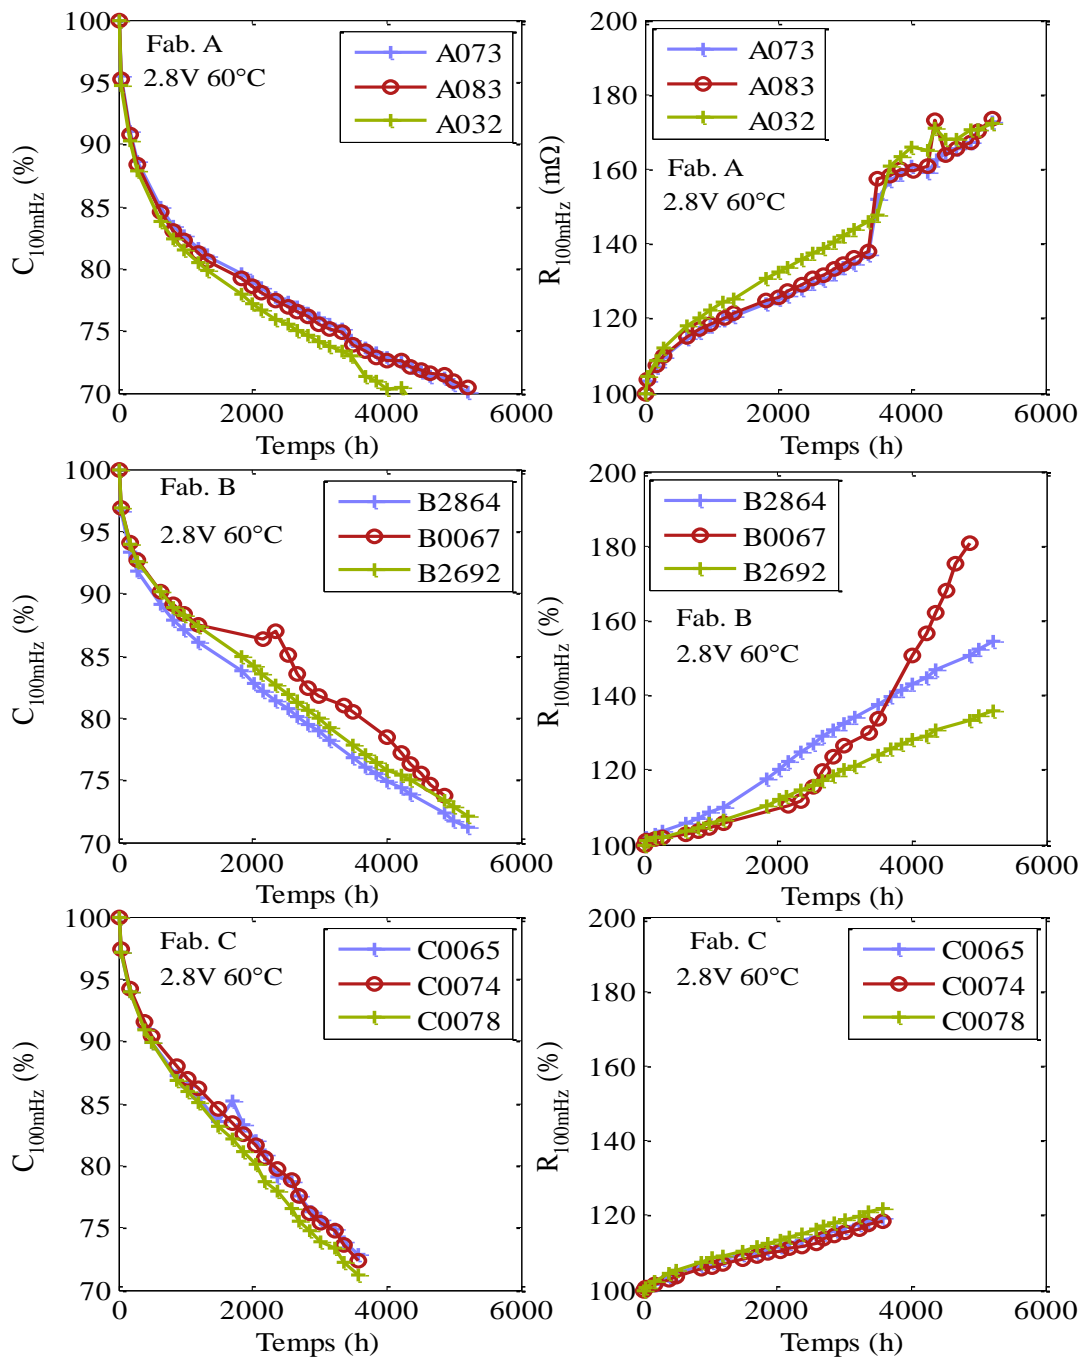 100
95
90
85
80
75
70
C100mHz (%)
Fab. A
2.8V 60°C
A073
A083
A032
0 2000 4000 6000
Temps (h)
200
180
160
140
120
100
R100mHz (mΩ)
A073
A083
A032
Fab. A
2.8V 60°C
0 2000 4000 6000
Temps (h)
100
95
90
85
80
75
70
C100mHz (%)
Fab. B
2.8V 60°C
B2864
B0067
B2692
0 2000 4000 6000
Temps (h)
200
180
160
140
120
100
R100mHz (%)
B2864
B0067
B2692
Fab. B
2.8V 60°C
0 2000 4000 6000
Temps (h)
100
95
90
85
80
75
70
C100mHz (%)
Fab. C
2.8V 60°C
C0065
C0074
C0078
0 2000 4000 6000
Temps (h)
200
180
160
140
120
100
R100mHz (%)
Fab. C
2.8V 60°C
C0065
C0074
C0078
0 2000 4000 6000
Temps (h)